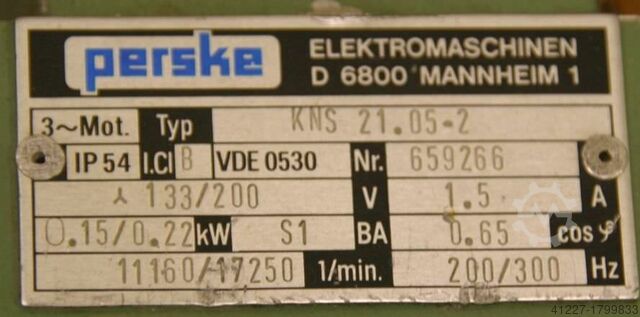 perske
ELEKTROMASCHINEN
D 6800 MANNHEIM 1
3~Mot. Typ KNS 21.05-2
IP 54 I.Cl B VDE 0530 Nr. 659266
⅄ 133/200 V 1.5 A
0.15/0.22 kW S1 BA 0.65 cos φ
11160/17250 1/min. 200/300 Hz
41227-1799833